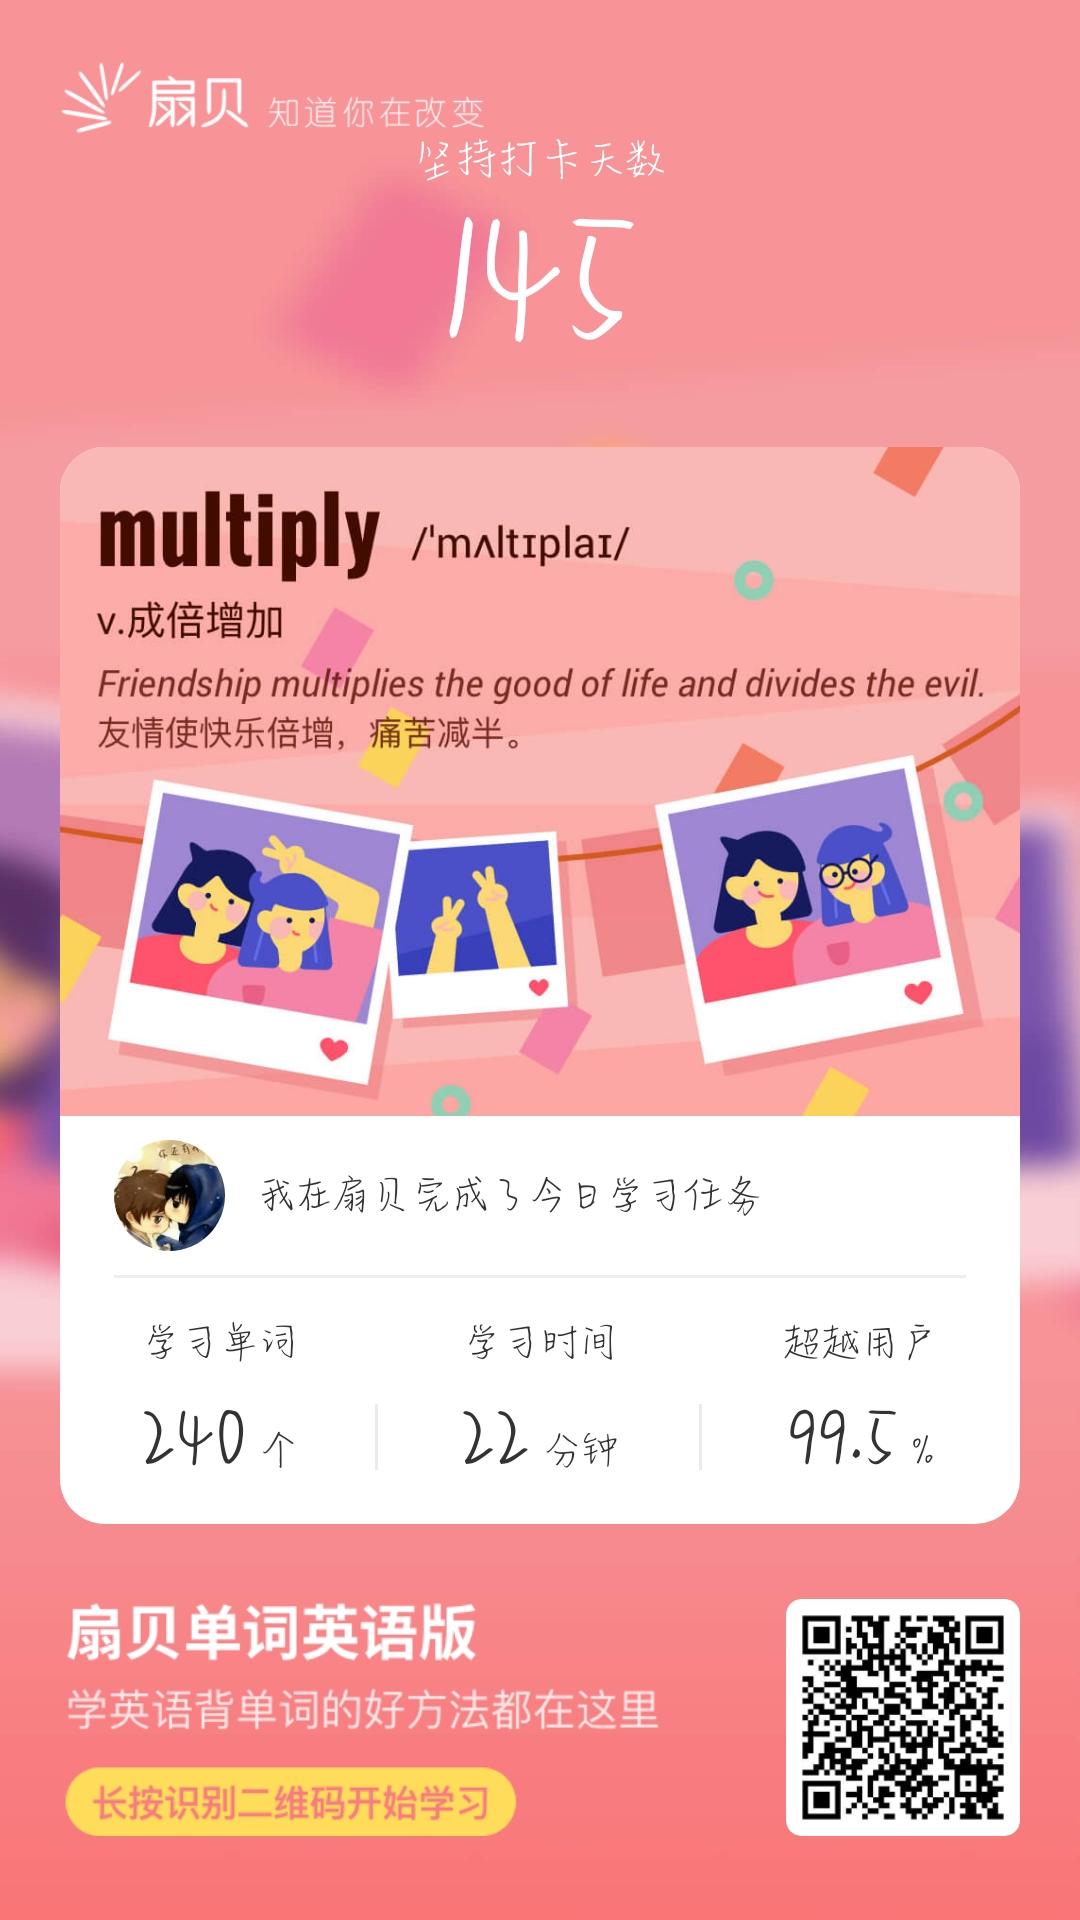 扇贝 知道你在改变
坚持打卡天数
145
multiply /ˈmʌltɪplaɪ/
v.成倍增加
Friendship multiplies the good of life and divides the evil.
友情使快乐倍增，痛苦减半。
我在扇贝完成了今日学习任务
学习单词 学习时间 超越用户
240 个 22 分钟 99.5 %
扇贝单词英语版
学英语背单词的好方法都在这里
长按识别二维码开始学习